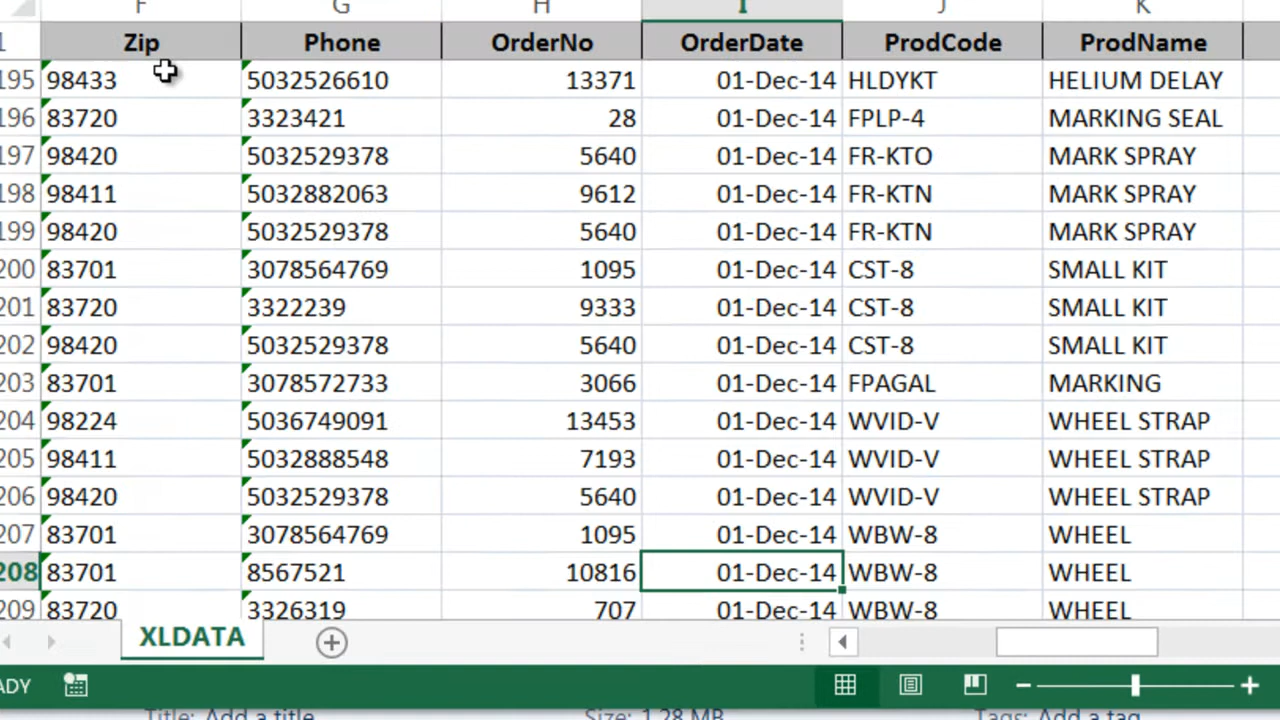 F G H I J K
1 Zip Phone OrderNo OrderDate ProdCode ProdName
195 98433 5032526610 13371 01-Dec-14 HLDYKT HELIUM DELAY
196 83720 3323421 28 01-Dec-14 FPLP-4 MARKING SEAL
197 98420 5032529378 5640 01-Dec-14 FR-KTO MARK SPRAY
198 98411 5032882063 9612 01-Dec-14 FR-KTN MARK SPRAY
199 98420 5032529378 5640 01-Dec-14 FR-KTN MARK SPRAY
200 83701 3078564769 1095 01-Dec-14 CST-8 SMALL KIT
201 83720 3322239 9333 01-Dec-14 CST-8 SMALL KIT
202 98420 5032529378 5640 01-Dec-14 CST-8 SMALL KIT
203 83701 3078572733 3066 01-Dec-14 FPAGAL MARKING
204 98224 5036749091 13453 01-Dec-14 WVID-V WHEEL STRAP
205 98411 5032888548 7193 01-Dec-14 WVID-V WHEEL STRAP
206 98420 5032529378 5640 01-Dec-14 WVID-V WHEEL STRAP
207 83701 3078564769 1095 01-Dec-14 WBW-8 WHEEL
208 83701 8567521 10816 01-Dec-14 WBW-8 WHEEL
209 83720 3326319 707 01-Dec-14 WBW-8 WHEEL
XLDATA
ADY
Title: Add a title Size: 1.28 MB Tags: Add a tag